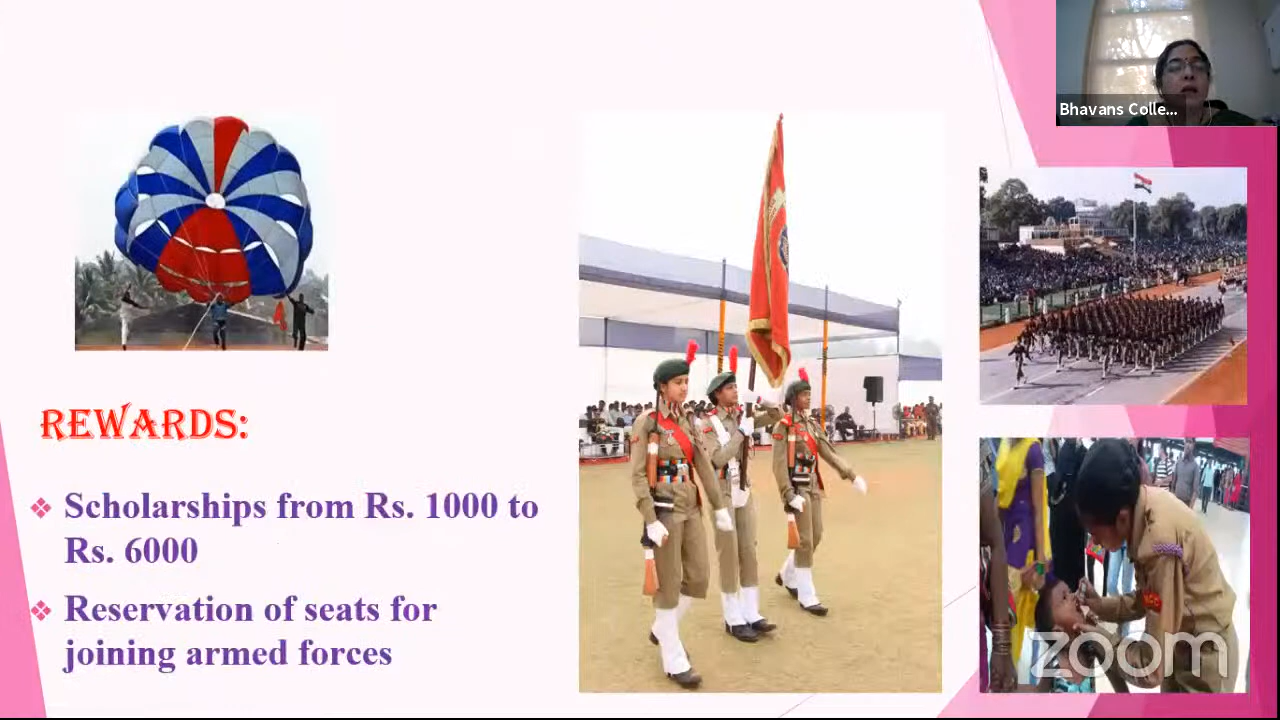 Bhavans Colle...
REWARDS:
Scholarships from Rs. 1000 to
Rs. 6000
Reservation of seats for
joining armed forces
zoom